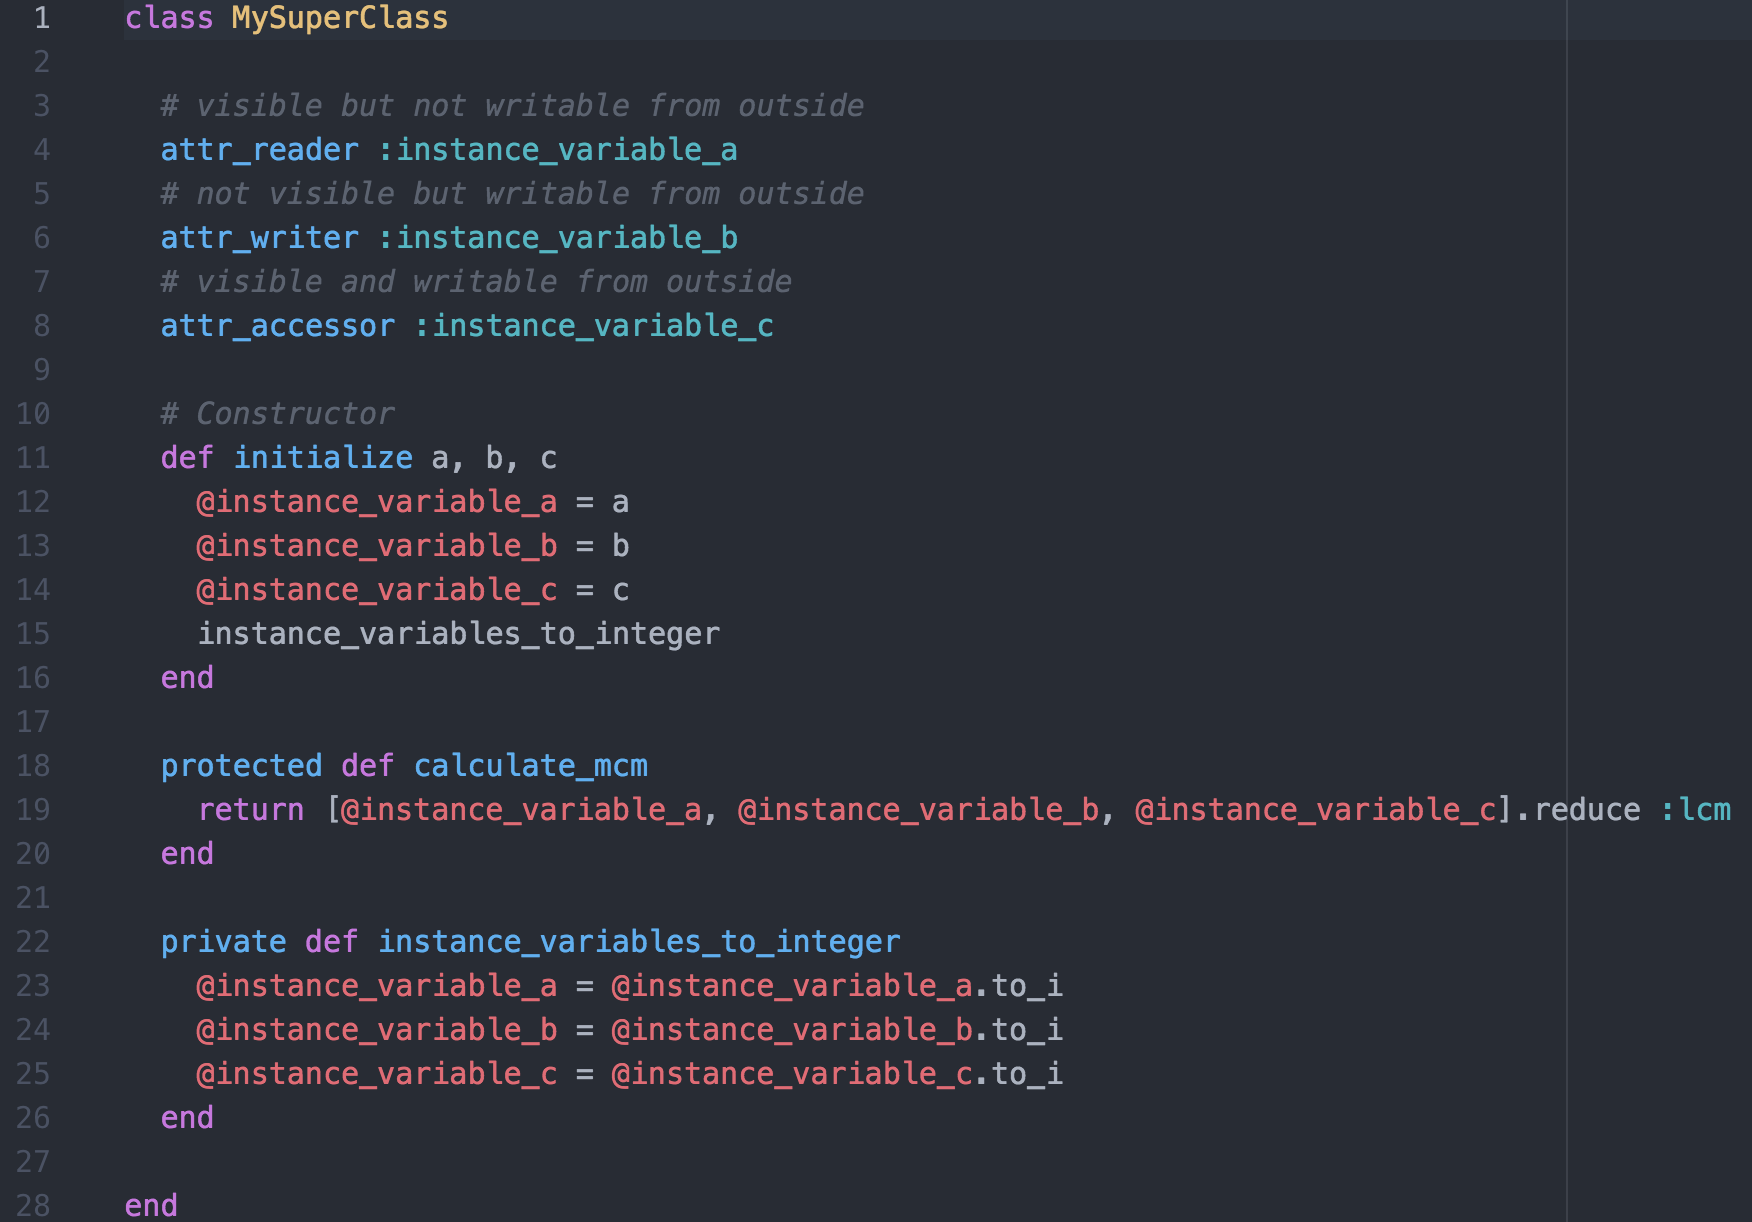 1 class MySuperClass
2
3 # visible but not writable from outside
4 attr_reader :instance_variable_a
5 # not visible but writable from outside
6 attr_writer :instance_variable_b
7 # visible and writable from outside
8 attr_accessor :instance_variable_c
9
10 # Constructor
11 def initialize a, b, c
12 @instance_variable_a = a
13 @instance_variable_b = b
14 @instance_variable_c = c
15 instance_variables_to_integer
16 end
17
18 protected def calculate_mcm
19 return [@instance_variable_a, @instance_variable_b, @instance_variable_c].reduce :lcm
20 end
21
22 private def instance_variables_to_integer
23 @instance_variable_a = @instance_variable_a.to_i
24 @instance_variable_b = @instance_variable_b.to_i
25 @instance_variable_c = @instance_variable_c.to_i
26 end
27
28 end